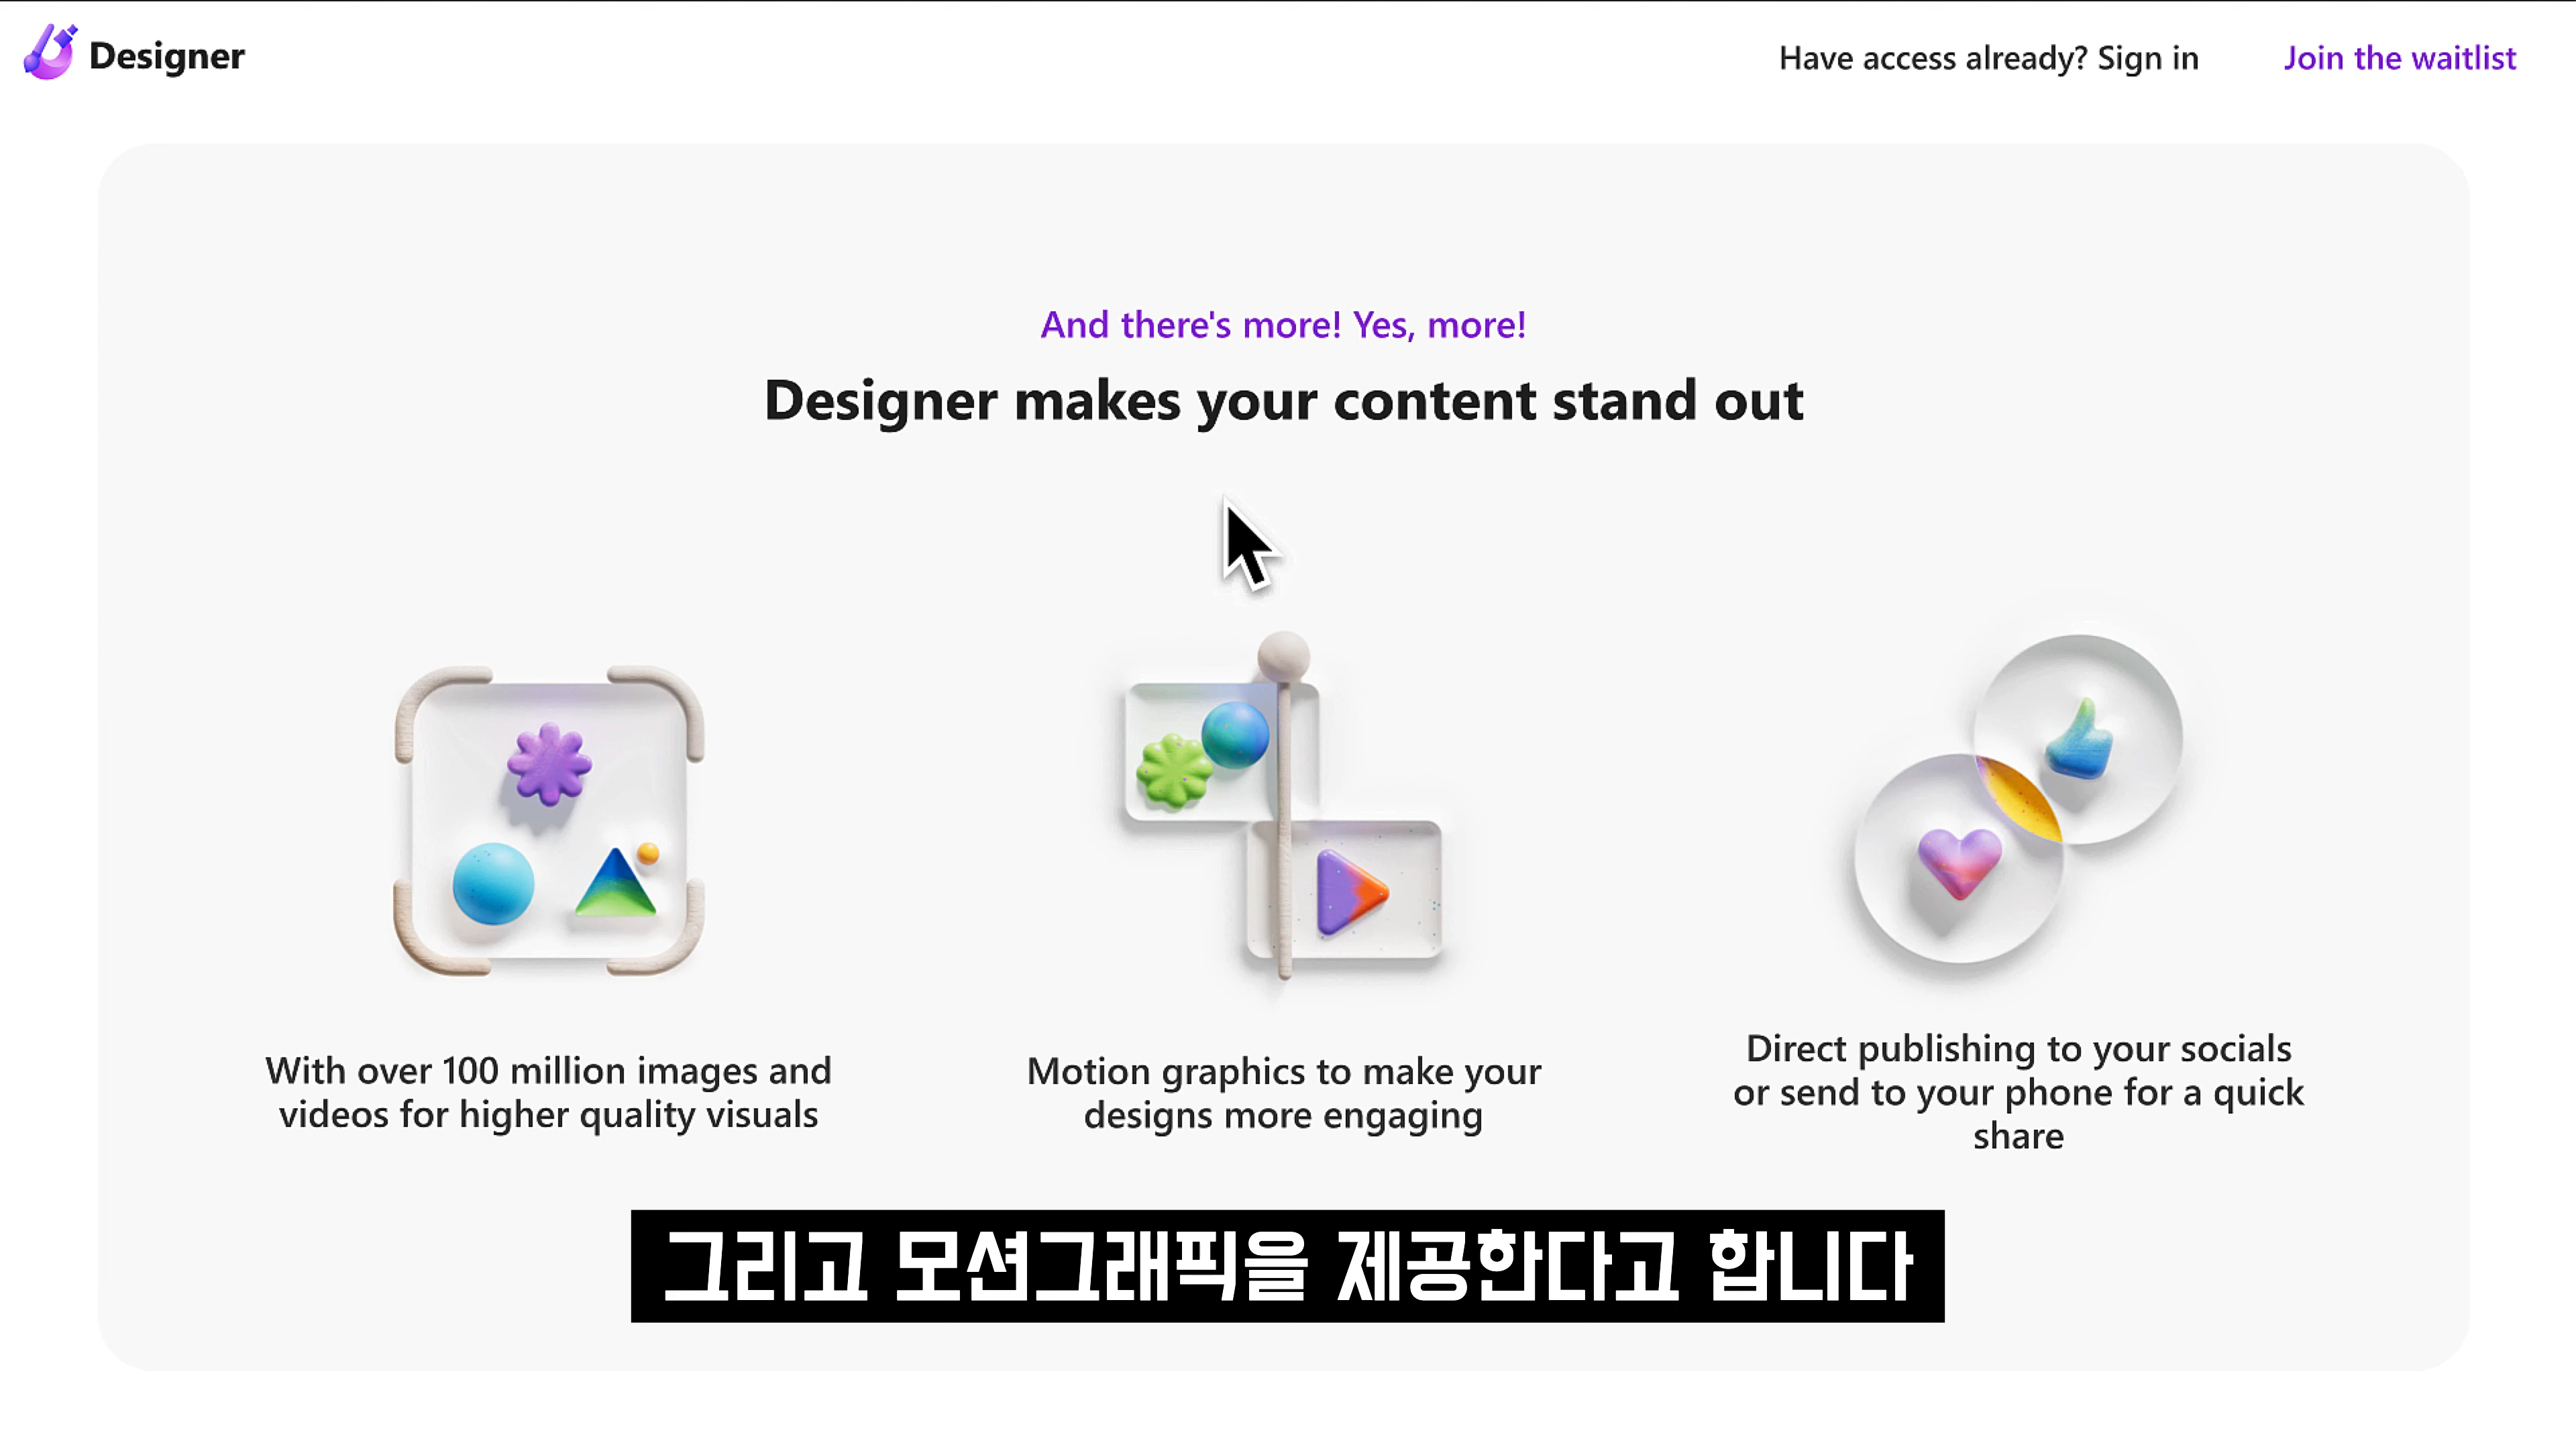 Designer
Have access already? Sign in
Join the waitlist
And there's more! Yes, more!
Designer makes your content stand out
With over 100 million images and
videos for higher quality visuals
Motion graphics to make your
designs more engaging
Direct publishing to your socials
or send to your phone for a quick
share
그리고 모션그래픽을 제공한다고 합니다